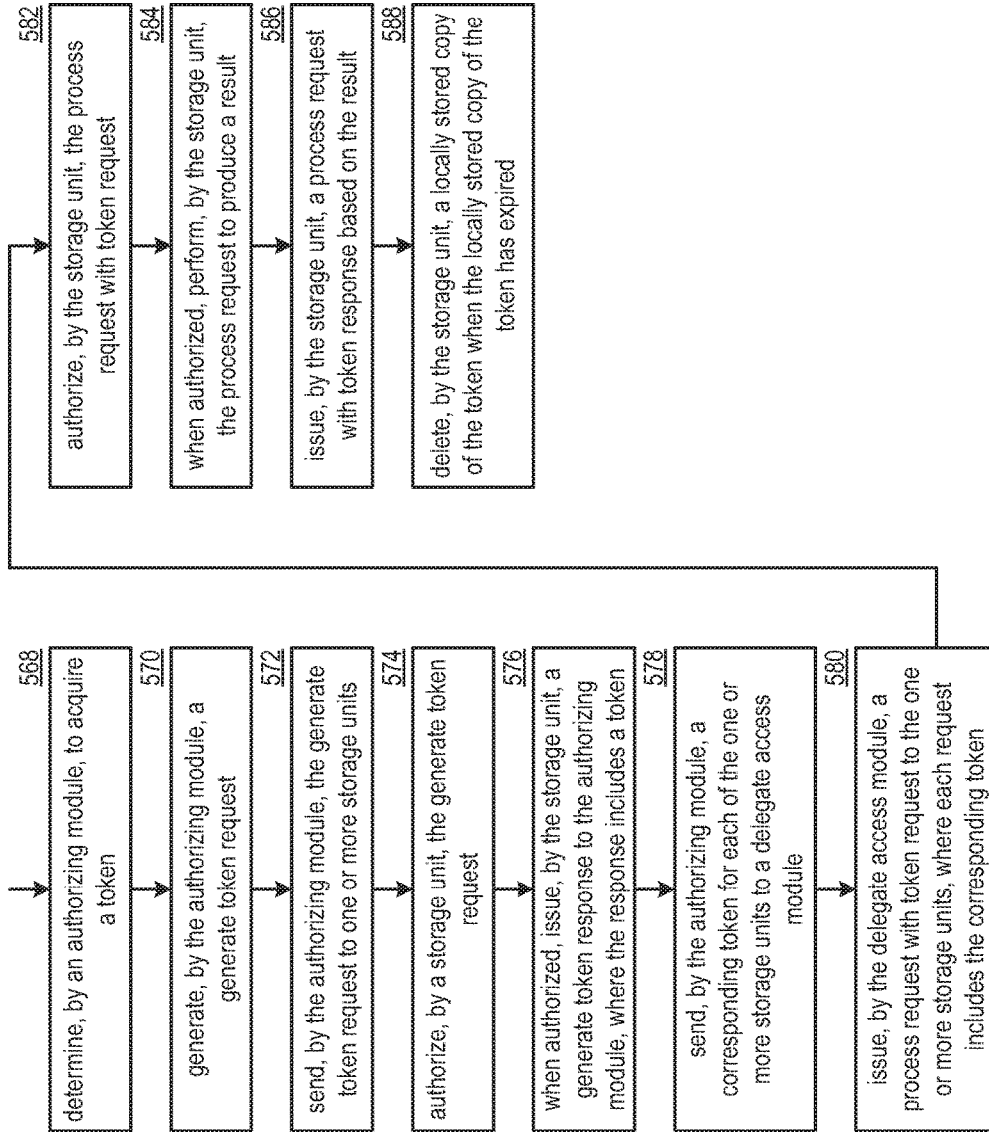 568
determine, by an authorizing module, to acquire
a token
570
generate, by the authorizing module, a
generate token request
572
send, by the authorizing module, the generate
token request to one or more storage units
574
authorize, by a storage unit, the generate token
request
576
when authorized, issue, by the storage unit, a
generate token response to the authorizing
module, where the response includes a token
578
send, by the authorizing module, a
corresponding token for each of the one or
more storage units to a delegate access
module
580
issue, by the delegate access module, a
process request with token request to the one
or more storage units, where each request
includes the corresponding token
582
authorize, by the storage unit, the process
request with token request
584
when authorized, perform, by the storage unit,
the process request to produce a result
586
issue, by the storage unit, a process request
with token response based on the result
588
delete, by the storage unit, a locally stored copy
of the token when the locally stored copy of the
token has expired